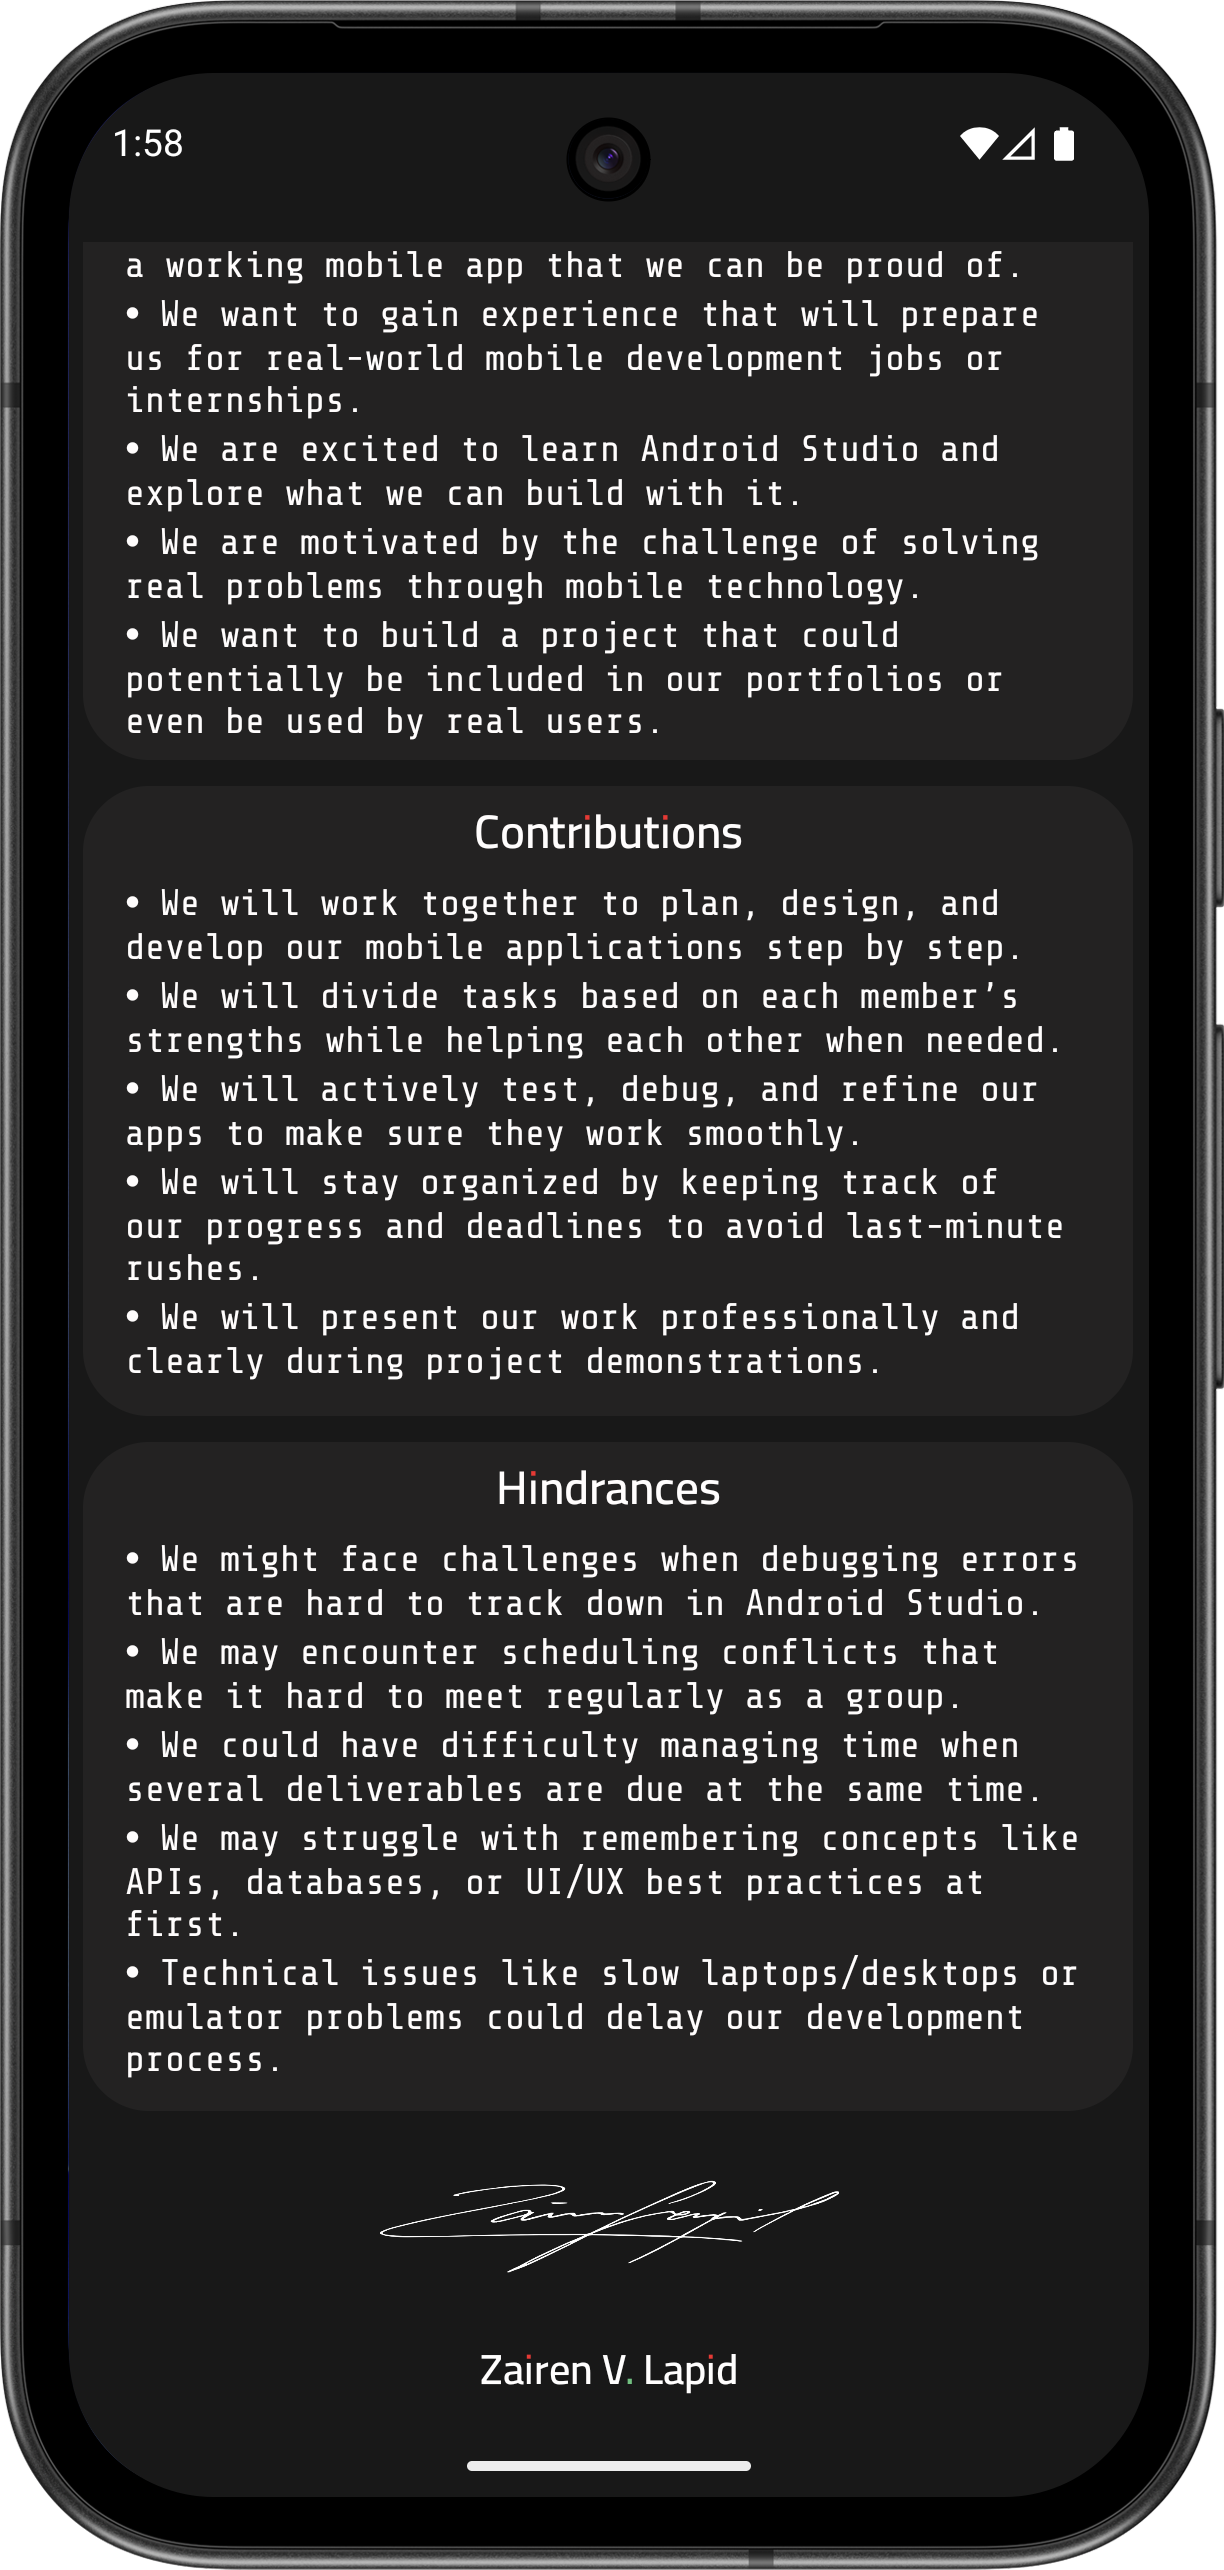 1:58
a working mobile app that we can be proud of.
• We want to gain experience that will prepare
us for real-world mobile development jobs or
internships.
• We are excited to learn Android Studio and
explore what we can build with it.
• We are motivated by the challenge of solving
real problems through mobile technology.
• We want to build a project that could
potentially be included in our portfolios or
even be used by real users.
Contributions
• We will work together to plan, design, and
develop our mobile applications step by step.
• We will divide tasks based on each member’s
strengths while helping each other when needed.
• We will actively test, debug, and refine our
apps to make sure they work smoothly.
• We will stay organized by keeping track of
our progress and deadlines to avoid last-minute
rushes.
• We will present our work professionally and
clearly during project demonstrations.
Hindrances
• We might face challenges when debugging errors
that are hard to track down in Android Studio.
• We may encounter scheduling conflicts that
make it hard to meet regularly as a group.
• We could have difficulty managing time when
several deliverables are due at the same time.
• We may struggle with remembering concepts like
APIs, databases, or UI/UX best practices at
first.
• Technical issues like slow laptops/desktops or
emulator problems could delay our development
process.
Zairen Lapid
Zairen V. Lapid